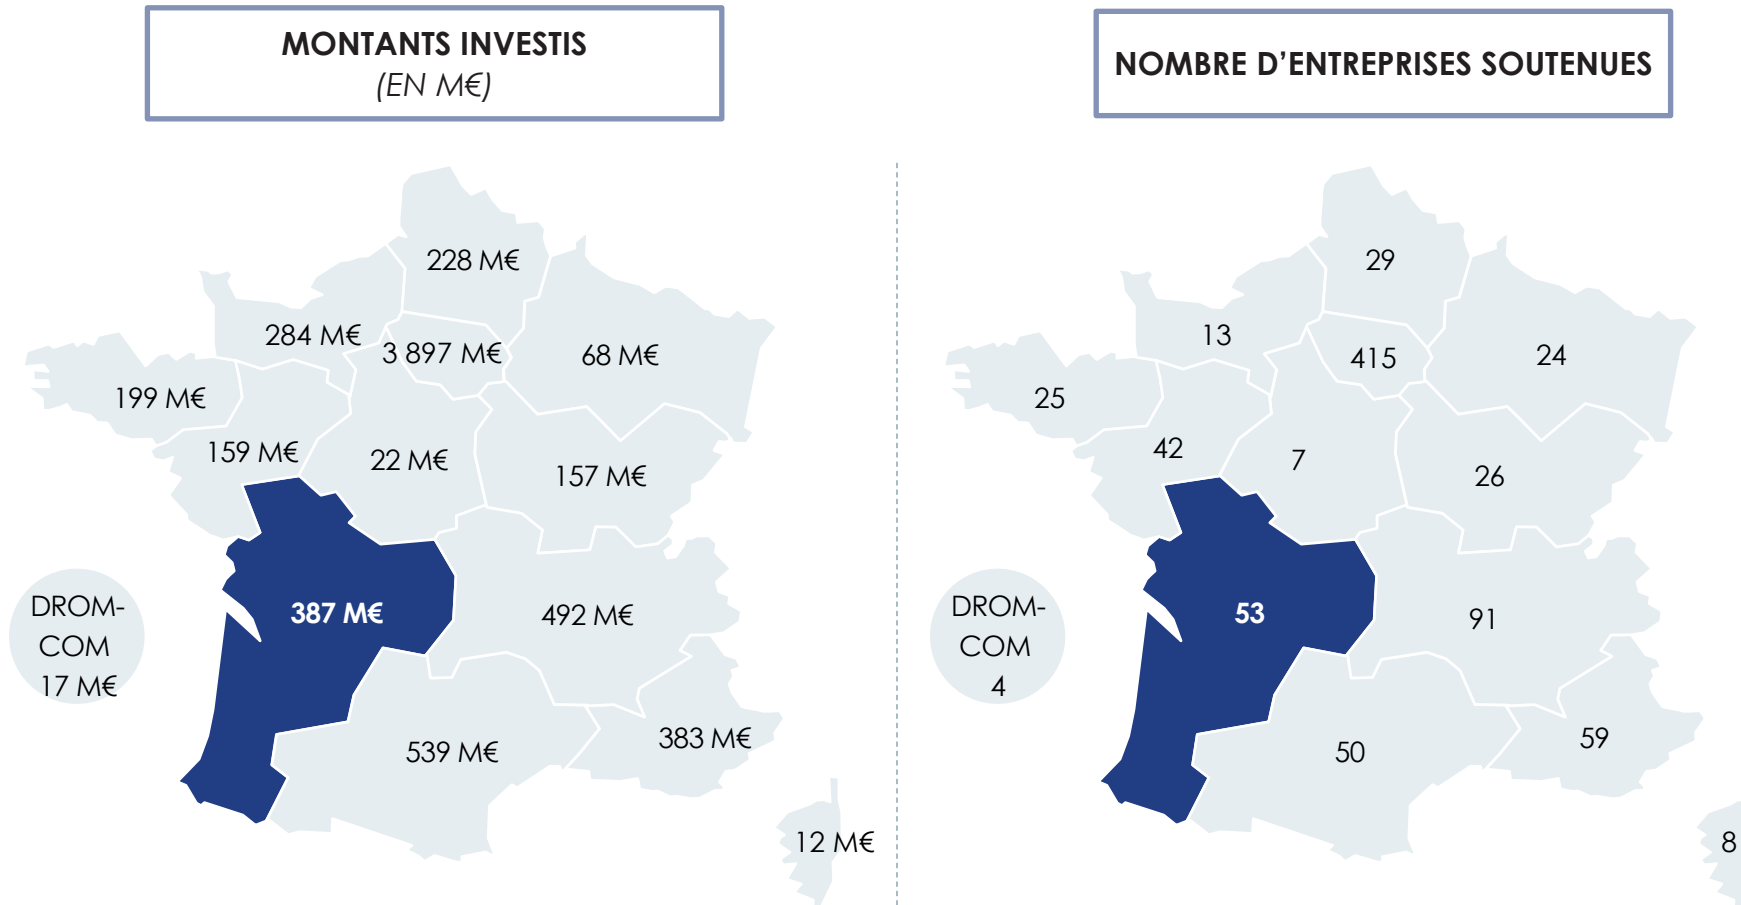 MONTANTS INVESTIS
(EN M€)
228 M€
284 M€
3 897 M€
68 M€
199 M€
159 M€
22 M€
157 M€
387 M€
492 M€
DROM-
COM
17 M€
539 M€
383 M€
12 M€
NOMBRE D’ENTREPRISES SOUTENUES
29
13
415
24
25
42
7
26
53
91
DROM-
COM
4
50
59
8